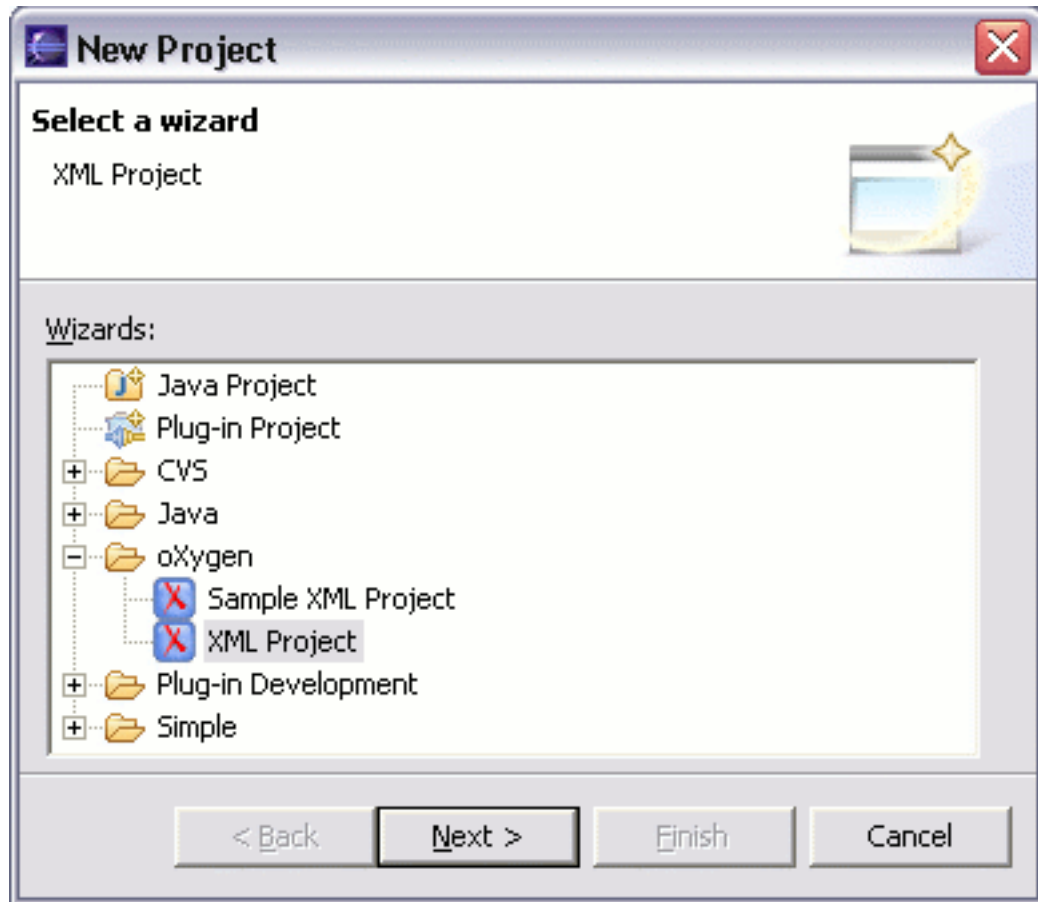 New Project
Select a wizard
XML Project
Wizards:
Java Project
Plug-in Project
CVS
Java
oXygen
Sample XML Project
XML Project
Plug-in Development
Simple
< Back Next > Finish Cancel